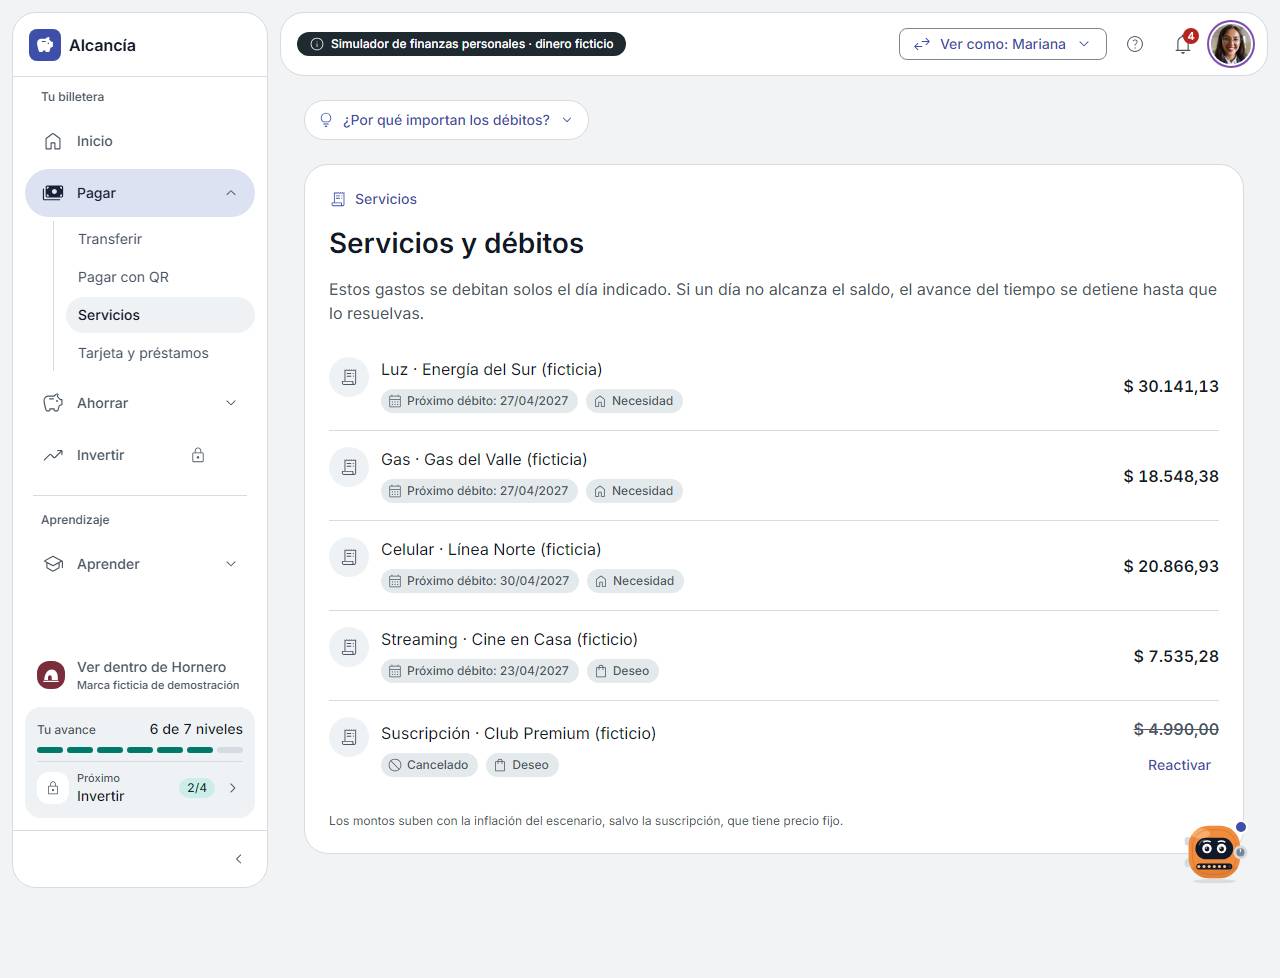 Alcancía
Simulador de finanzas personales · dinero ficticio
Ver como: Mariana
4
Tu billetera
Inicio
Pagar
Transferir
Pagar con QR
Servicios
Tarjeta y préstamos
Ahorrar
Invertir
Aprendizaje
Aprender
Ver dentro de Hornero
Marca ficticia de demostración
Tu avance
6 de 7 niveles
Próximo
Invertir
2/4
¿Por qué importan los débitos?
Servicios
Servicios y débitos
Estos gastos se debitan solos el día indicado. Si un día no alcanza el saldo, el avance del tiempo se detiene hasta que
lo resuelvas.
Luz · Energía del Sur (ficticia)
Próximo débito: 27/04/2027
Necesidad
$ 30.141,13
Gas · Gas del Valle (ficticia)
Próximo débito: 27/04/2027
Necesidad
$ 18.548,38
Celular · Línea Norte (ficticia)
Próximo débito: 30/04/2027
Necesidad
$ 20.866,93
Streaming · Cine en Casa (ficticio)
Próximo débito: 23/04/2027
Deseo
$ 7.535,28
Suscripción · Club Premium (ficticio)
Cancelado
Deseo
$ 4.990,00
Reactivar
Los montos suben con la inflación del escenario, salvo la suscripción, que tiene precio fijo.